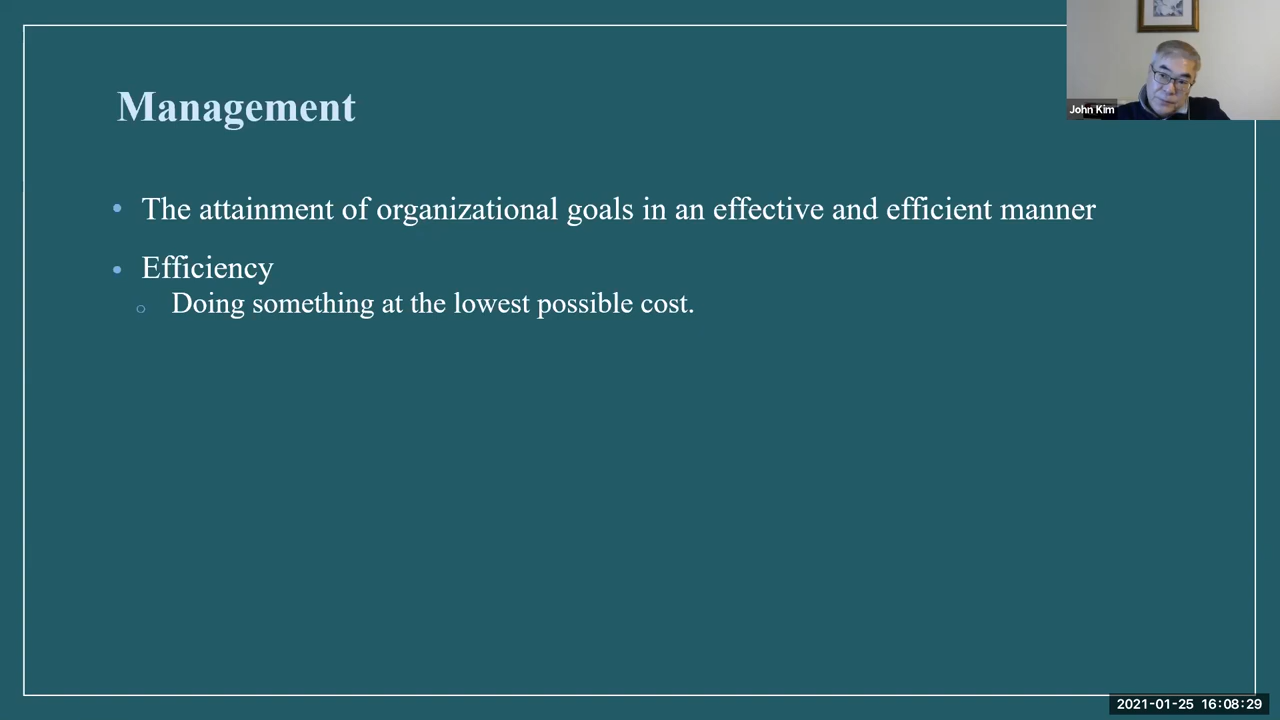 Management
John Kim
• The attainment of organizational goals in an effective and efficient manner
• Efficiency
○ Doing something at the lowest possible cost.
2021-01-25 16:08:29